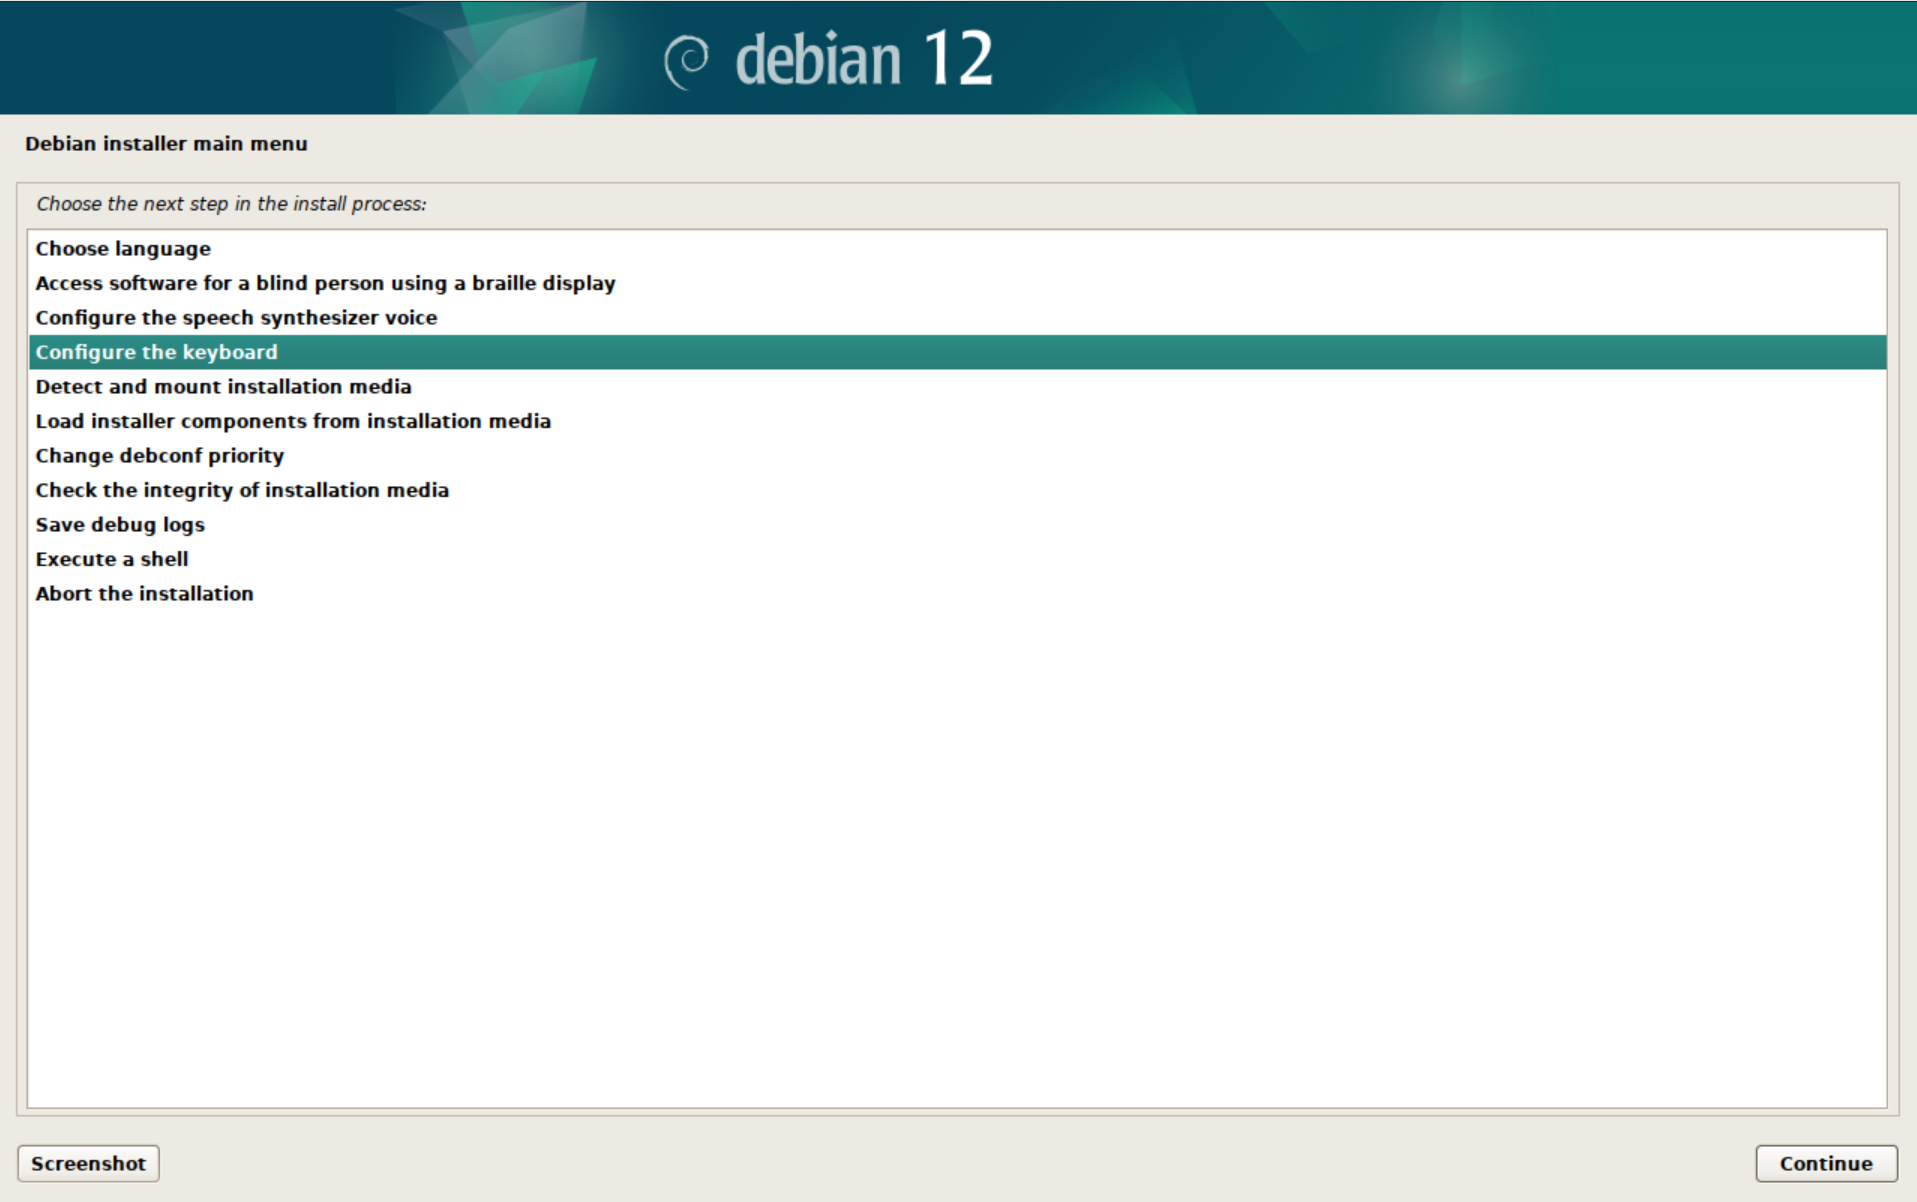 debian 12
Debian installer main menu
Choose the next step in the install process:
Choose language
Access software for a blind person using a braille display
Configure the speech synthesizer voice
Configure the keyboard
Detect and mount installation media
Load installer components from installation media
Change debconf priority
Check the integrity of installation media
Save debug logs
Execute a shell
Abort the installation
Screenshot
Continue